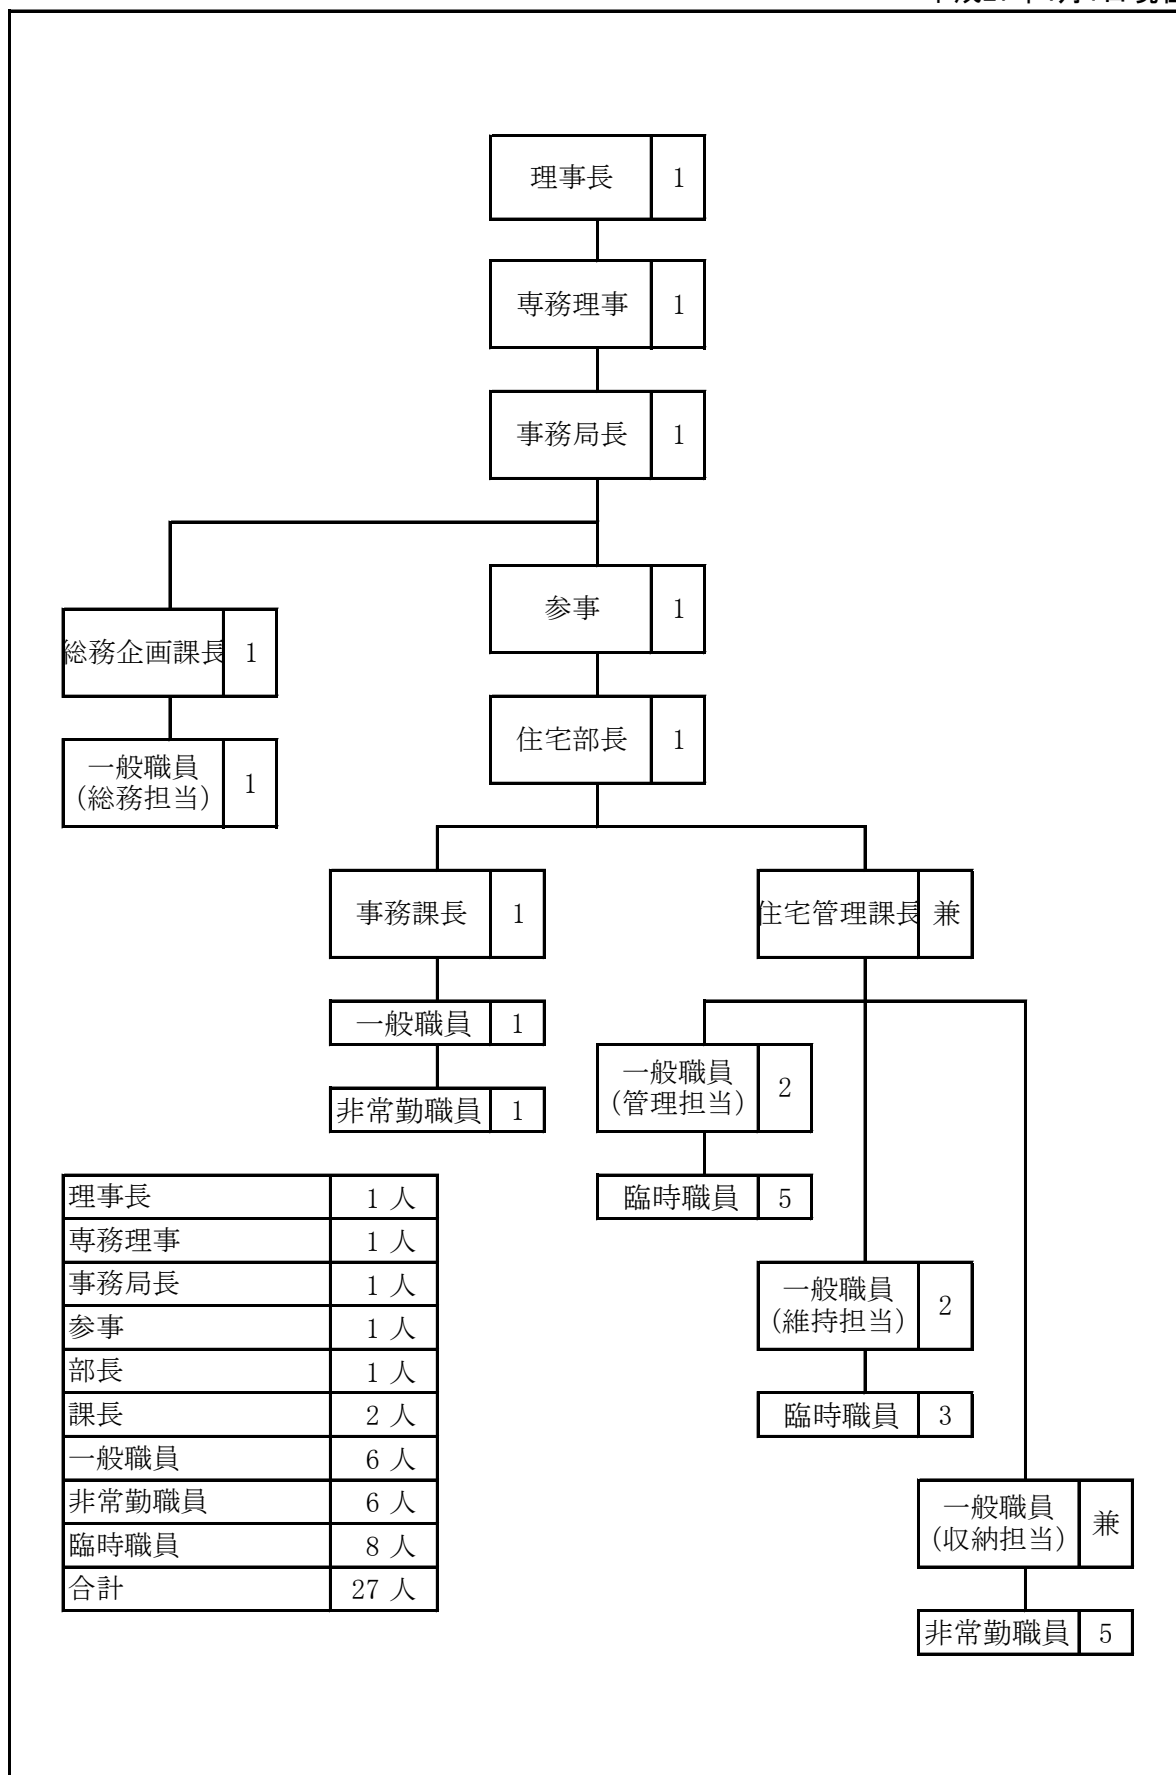 理事長 1
専務理事 1
事務局長 1
参事 1
総務企画課長 1
住宅部長 1
一般職員
(総務担当) 1
事務課長 1
住宅管理課長 兼
一般職員 1
一般職員
(管理担当) 2
非常勤職員 1
臨時職員 5
一般職員
(維持担当) 2
臨時職員 3
一般職員
(収納担当) 兼
非常勤職員 5
理事長 1 人
専務理事 1 人
事務局長 1 人
参事 1 人
部長 1 人
課長 2 人
一般職員 6 人
非常勤職員 6 人
臨時職員 8 人
合計 27 人